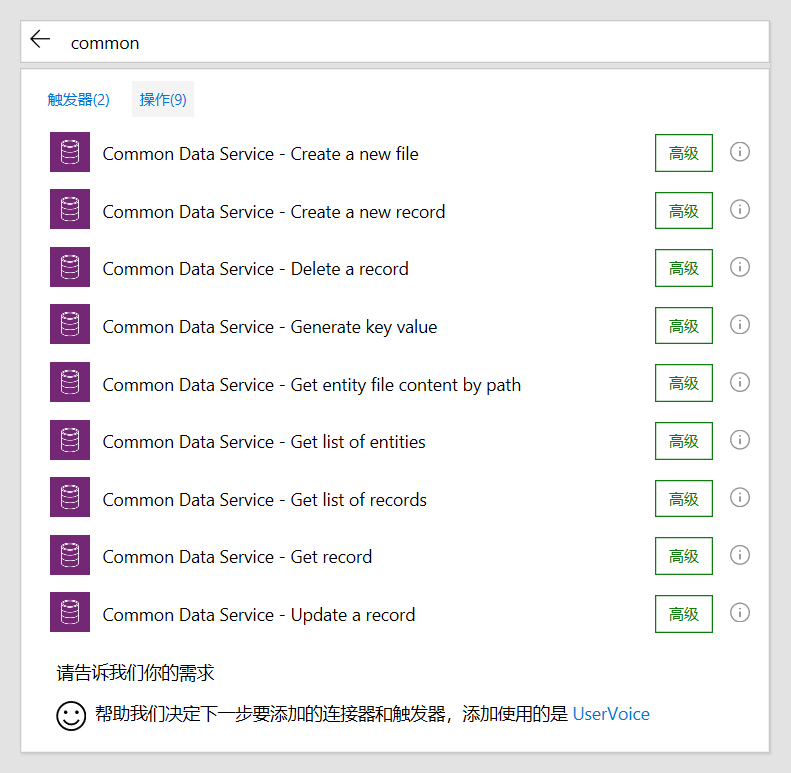 common
触发器(2) 操作(9)
Common Data Service - Create a new file 高级
Common Data Service - Create a new record 高级
Common Data Service - Delete a record 高级
Common Data Service - Generate key value 高级
Common Data Service - Get entity file content by path 高级
Common Data Service - Get list of entities 高级
Common Data Service - Get list of records 高级
Common Data Service - Get record 高级
Common Data Service - Update a record 高级
请告诉我们你的需求
帮助我们决定下一步要添加的连接器和触发器，添加使用的是 UserVoice